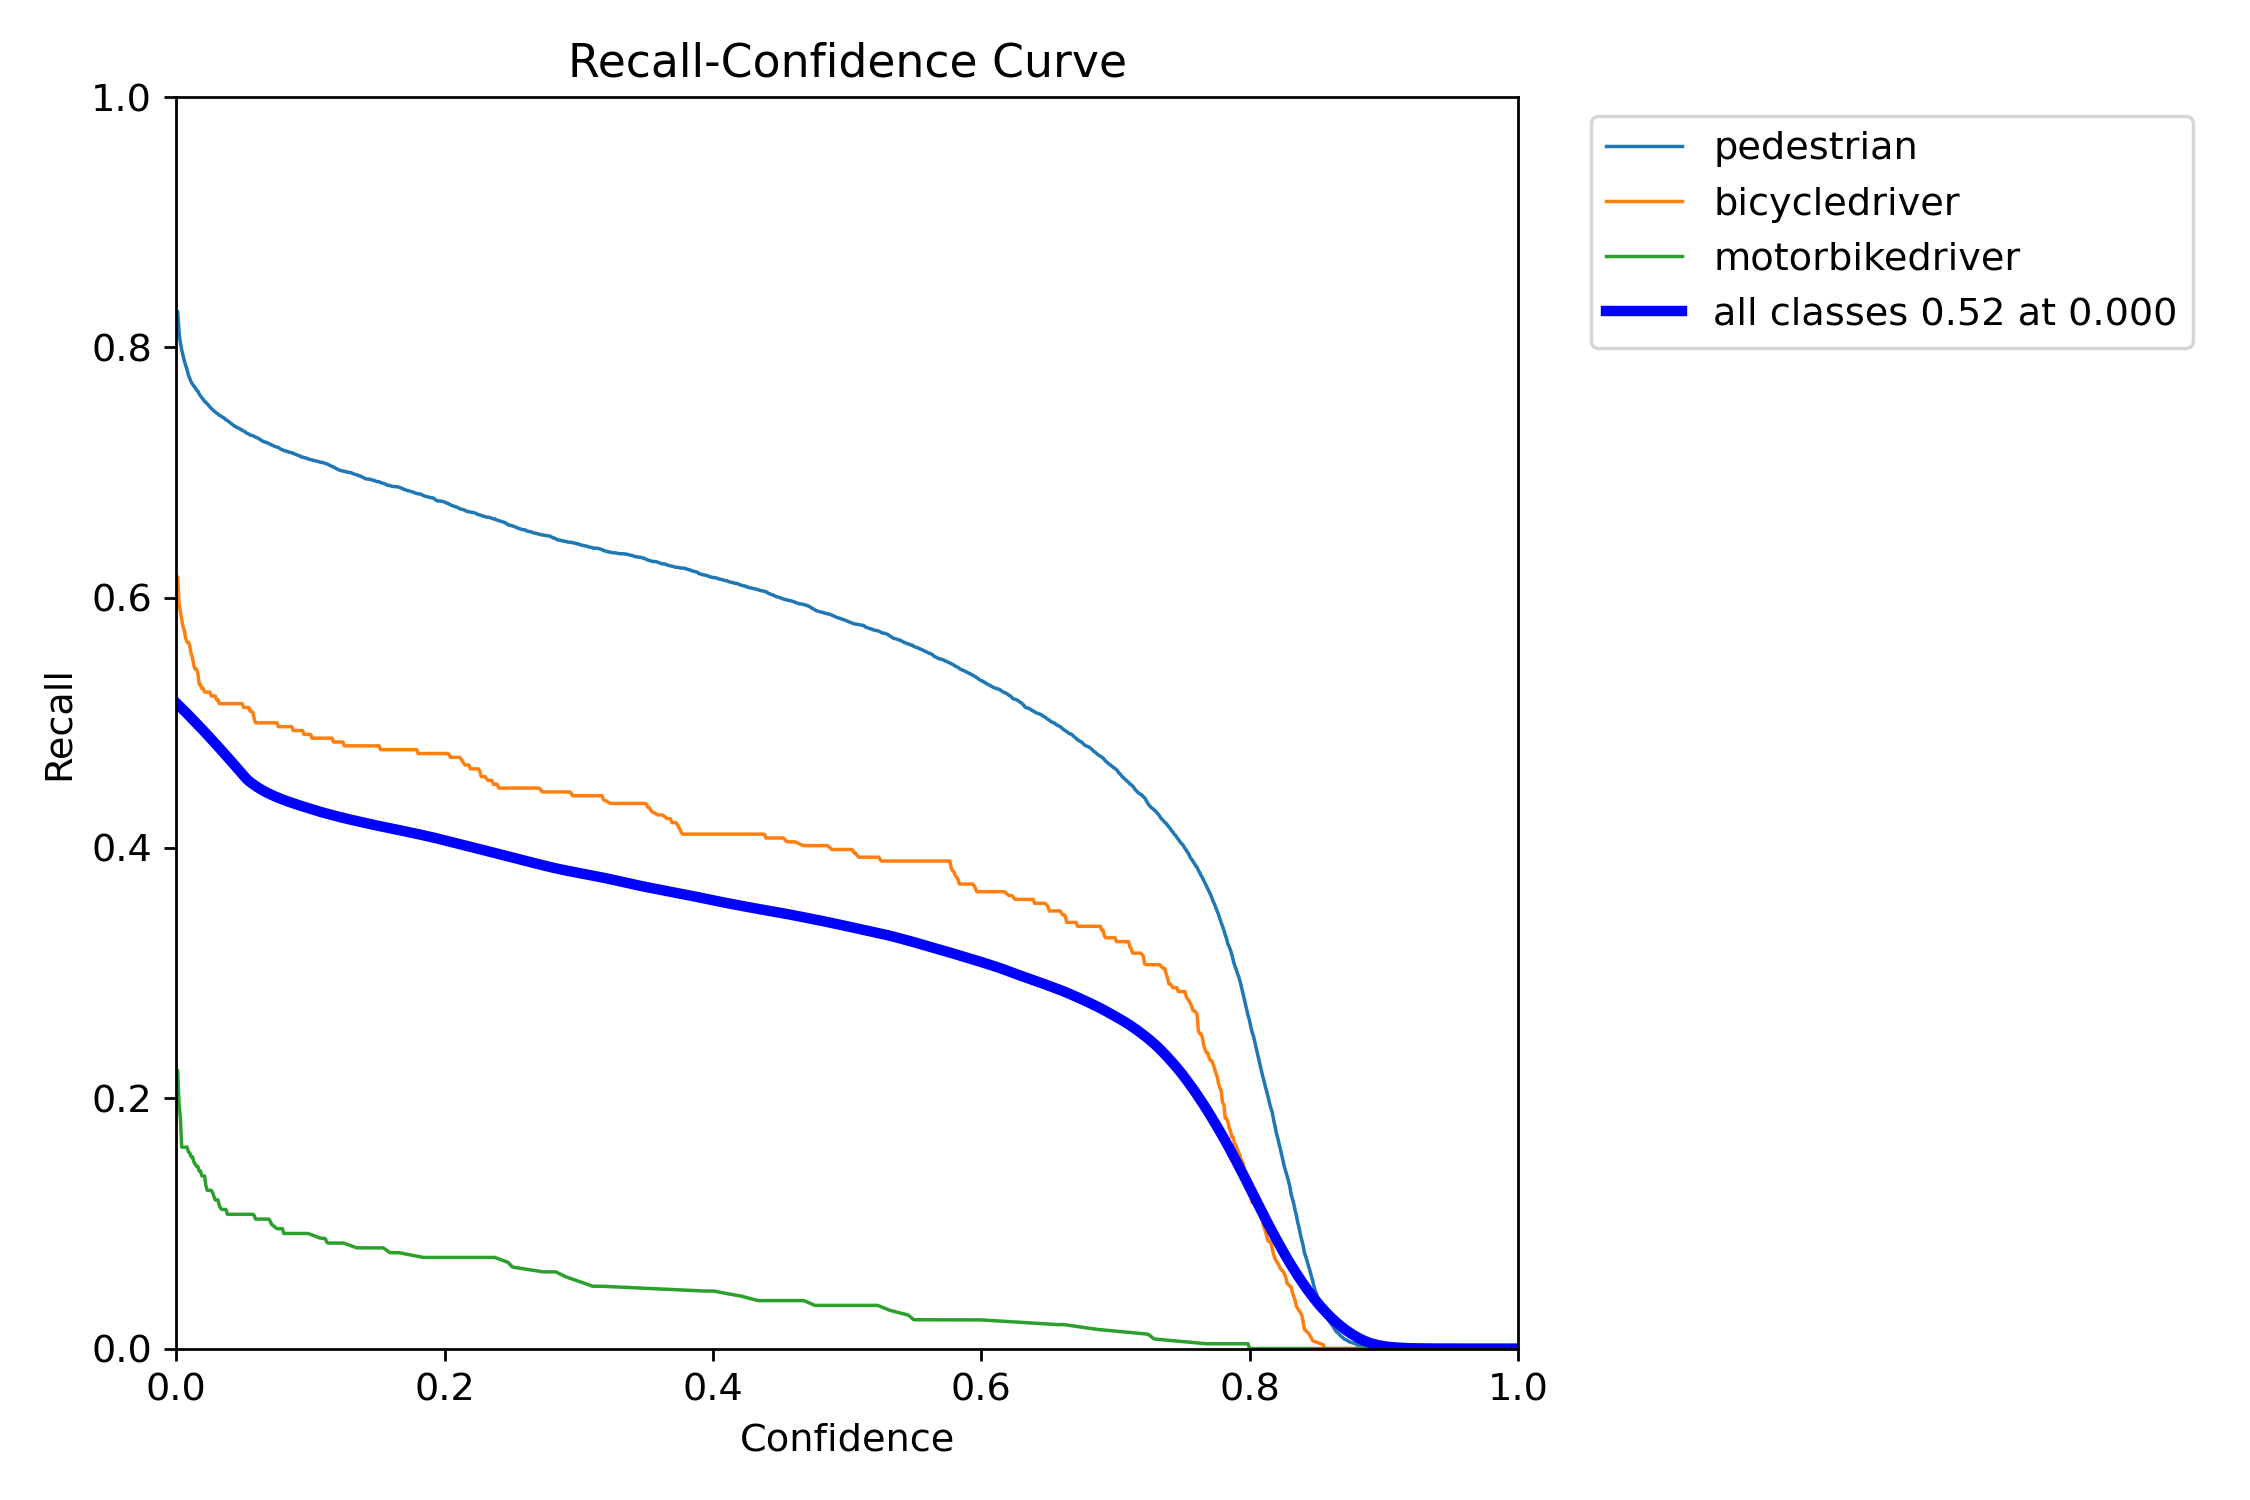 Recall-Confidence Curve
1.0
0.8
0.6
0.4
0.2
0.0
Recall
0.0 0.2 0.4 0.6 0.8 1.0
Confidence
pedestrian
bicycledriver
motorbikedriver
all classes 0.52 at 0.000